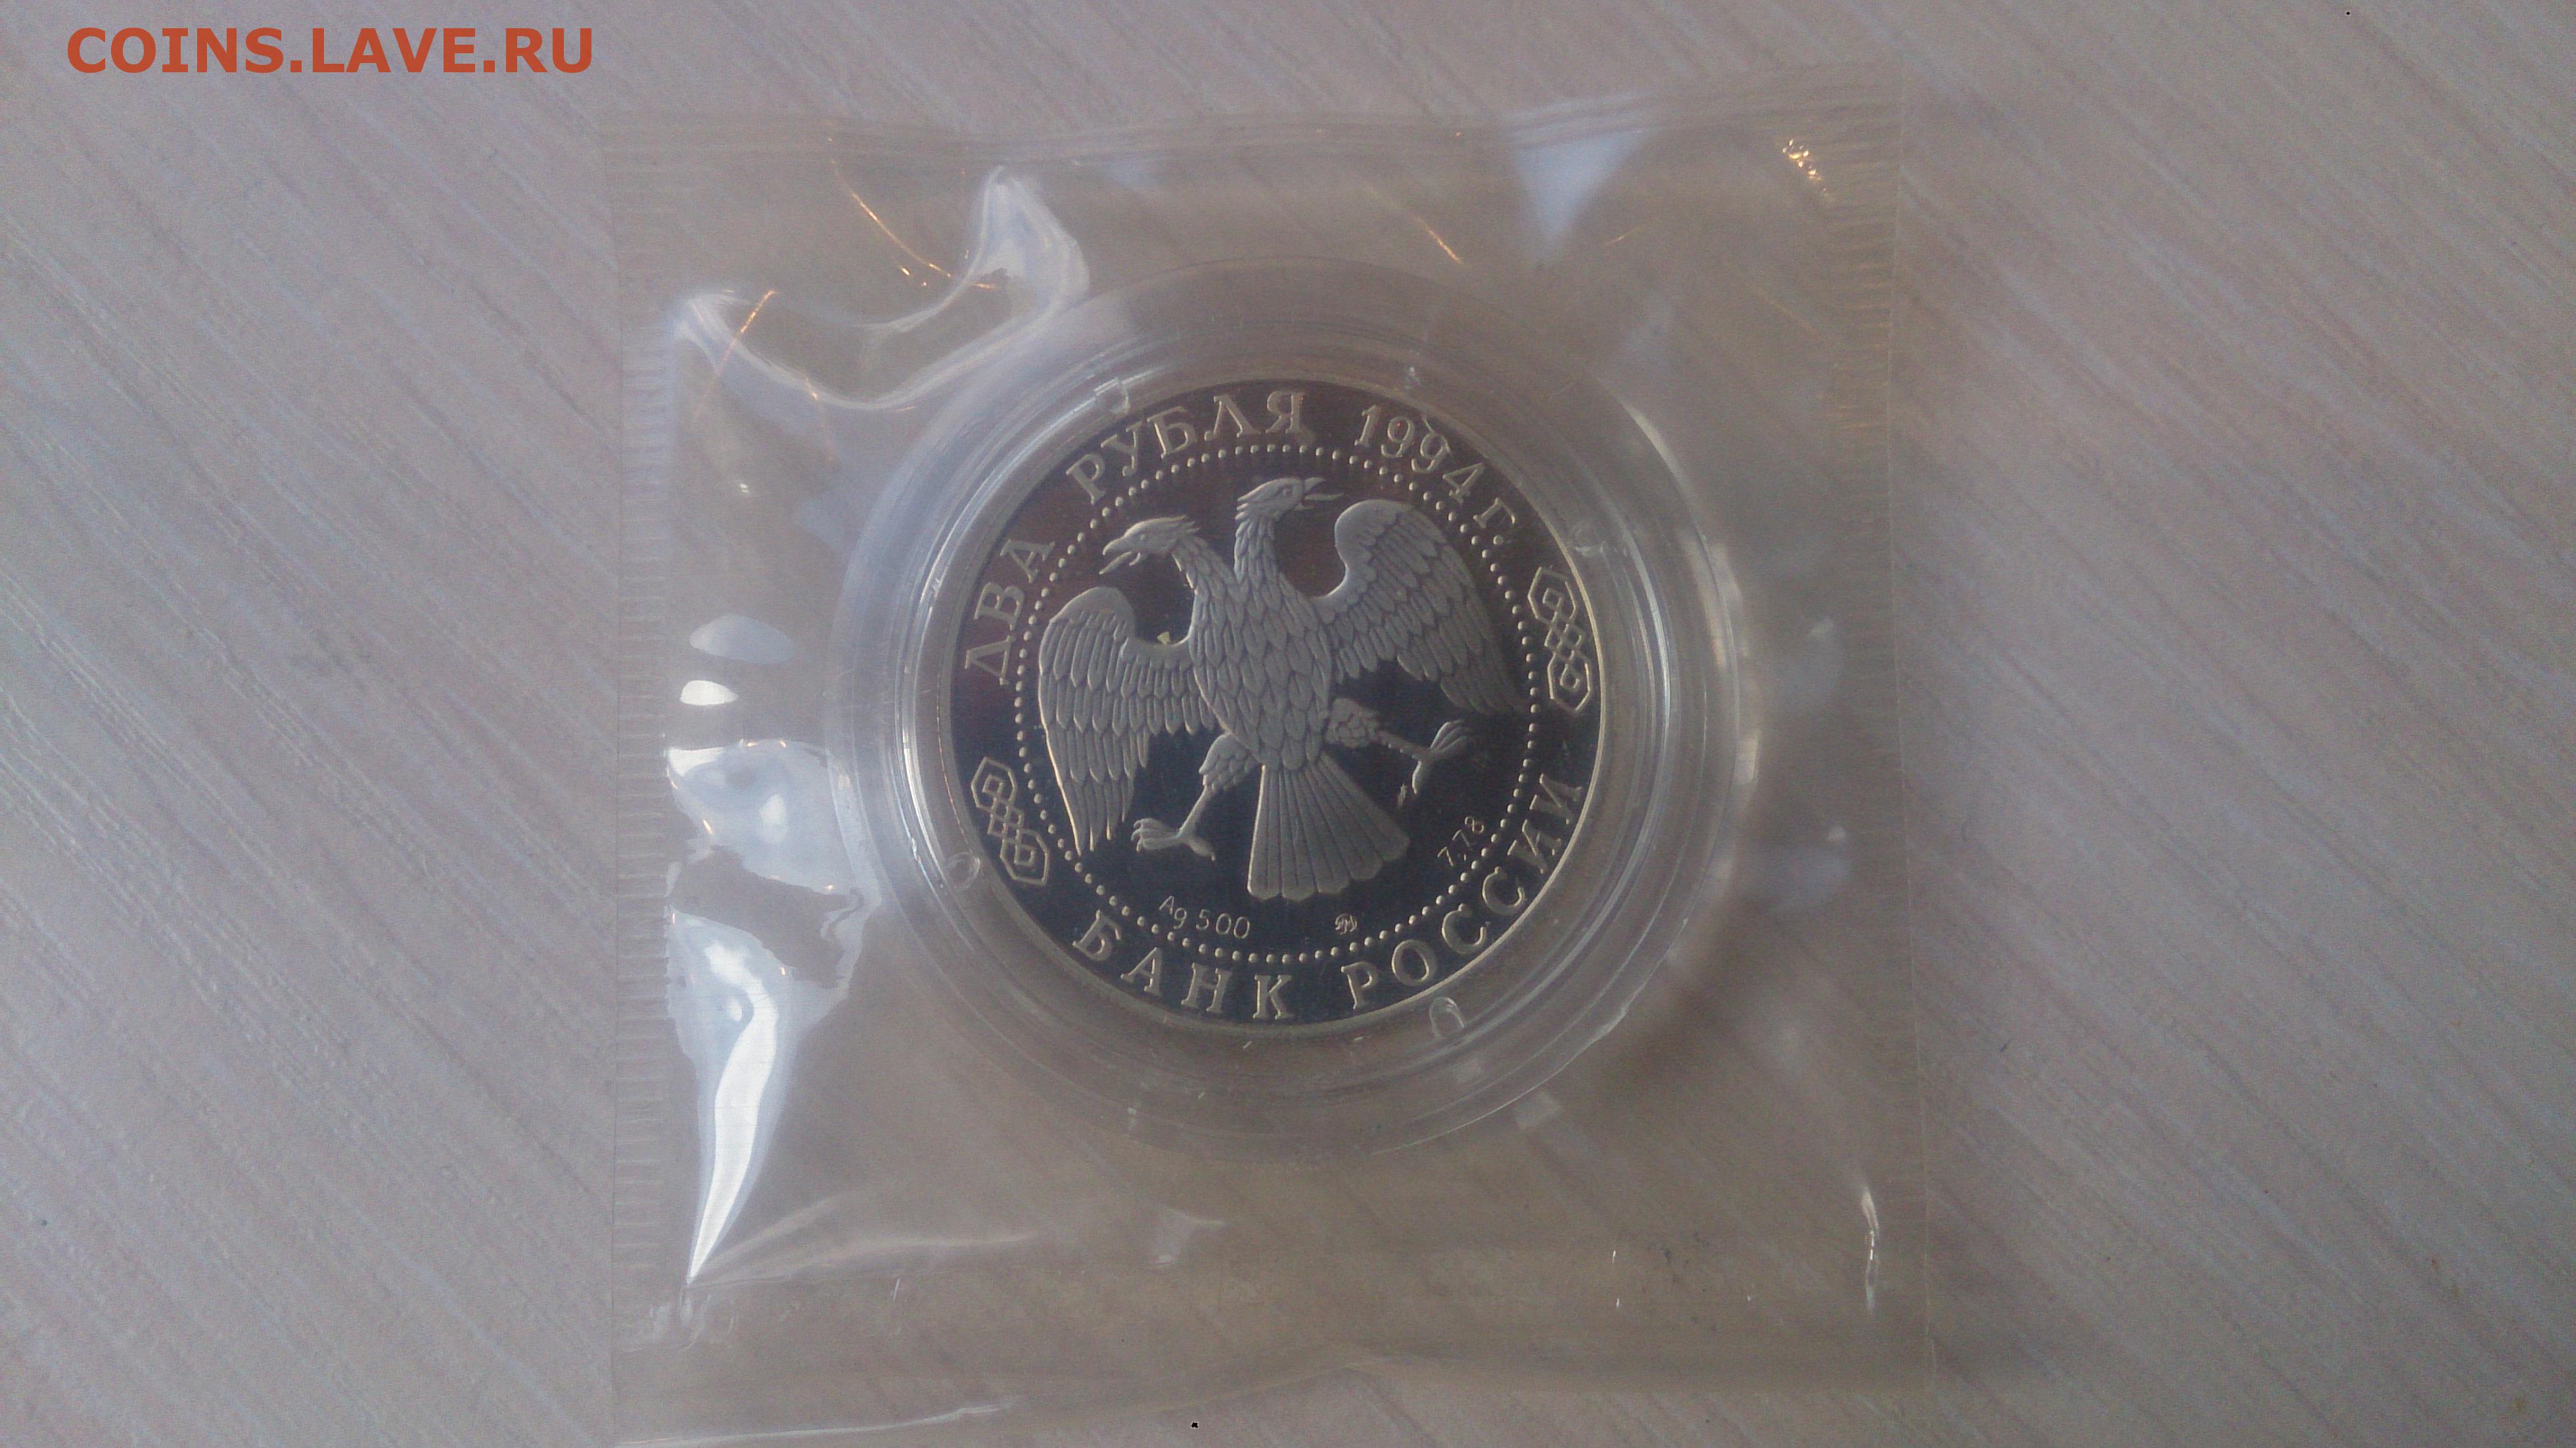 COINS.LAVE.RU
ДВА РУБЛЯ 1994 г.
Ag 500
7,78
БАНК РОССИИ